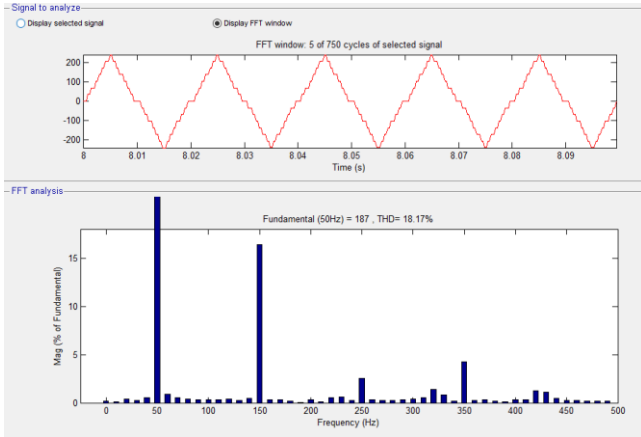 Signal to analyze
Display selected signal Display FFT window
FFT window: 5 of 750 cycles of selected signal
200
100
0
-100
-200
8 8.01 8.02 8.03 8.04 8.05 8.06 8.07 8.08 8.09
Time (s)
FFT analysis
Fundamental (50Hz) = 187 , THD= 18.17%
Mag (% of Fundamental)
15
10
5
0
0 50 100 150 200 250 300 350 400 450 500
Frequency (Hz)